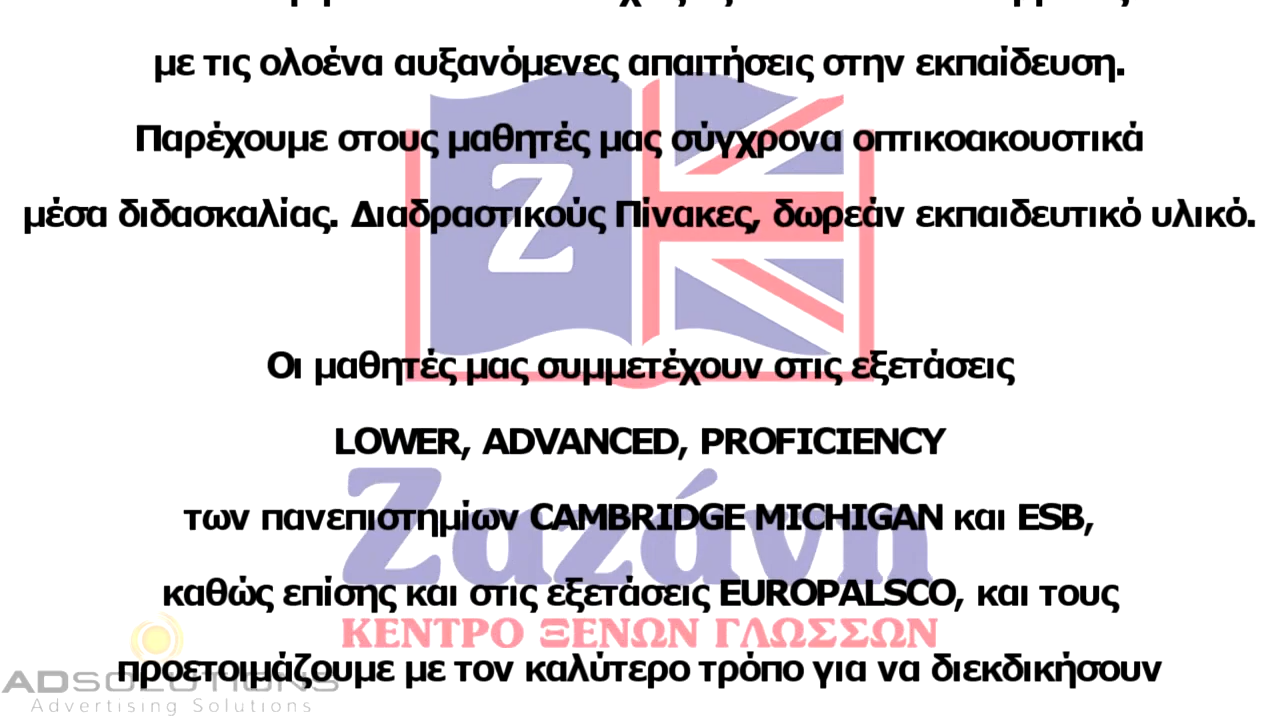 με τις ολοένα αυξανόμενες απαιτήσεις στην εκπαίδευση.
Παρέχουμε στους μαθητές μας σύγχρονα οπτικοακουστικά
μέσα διδασκαλίας. Διαδραστικούς Πίνακες, δωρεάν εκπαιδευτικό υλικό.
Z
Οι μαθητές μας συμμετέχουν στις εξετάσεις
LOWER, ADVANCED, PROFICIENCY
Ζαζάνη
των πανεπιστημίων CAMBRIDGE MICHIGAN και ESB,
καθώς επίσης και στις εξετάσεις EUROPALSCO, και τους
ΚΕΝΤΡΟ ΞΕΝΩΝ ΓΛΩΣΣΩΝ
προετοιμάζουμε με τον καλύτερο τρόπο για να διεκδικήσουν
ADSOLUTIONS
Advertising Solutions